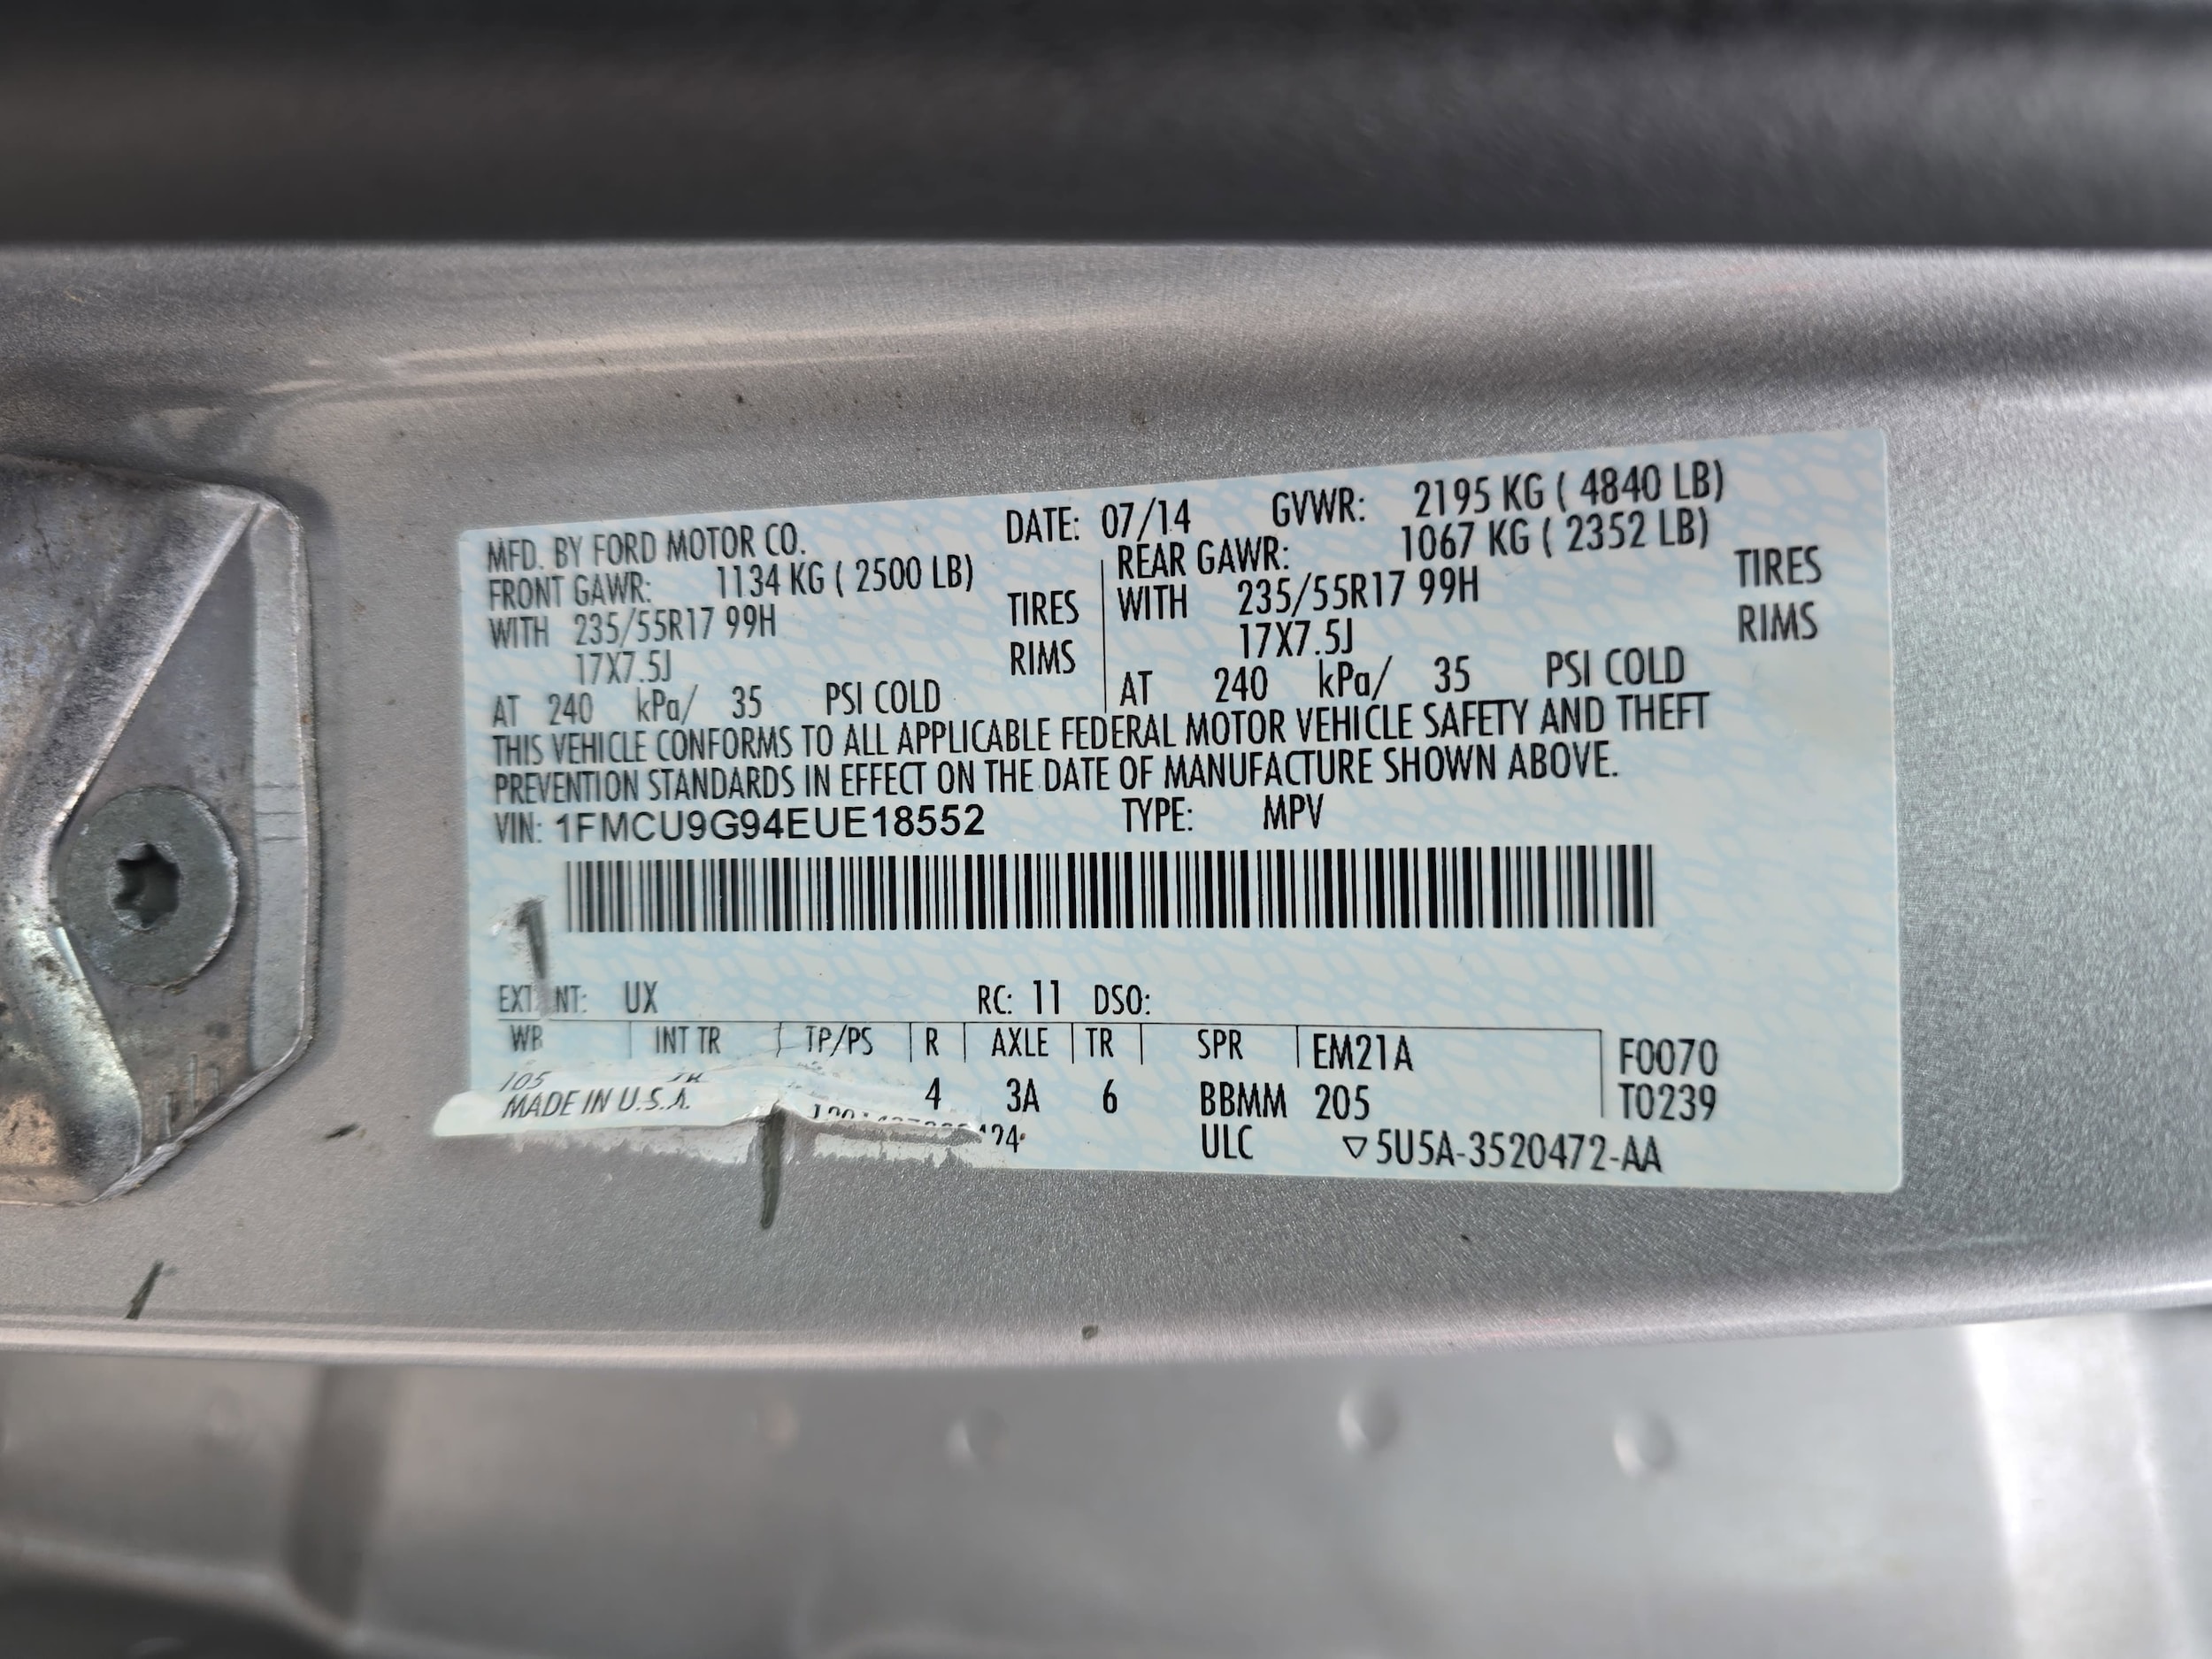 MFD. BY FORD MOTOR CO. DATE: 07/14 GVWR: 2195 KG ( 4840 LB)
FRONT GAWR: 1134 KG ( 2500 LB) REAR GAWR: 1067 KG ( 2352 LB)
WITH 235/55R17 99H TIRES WITH 235/55R17 99H TIRES
17X7.5J RIMS 17X7.5J RIMS
AT 240 kPa/ 35 PSI COLD AT 240 kPa/ 35 PSI COLD
THIS VEHICLE CONFORMS TO ALL APPLICABLE FEDERAL MOTOR VEHICLE SAFETY AND THEFT
PREVENTION STANDARDS IN EFFECT ON THE DATE OF MANUFACTURE SHOWN ABOVE.
VIN: 1FMCU9G94EUE18552 TYPE: MPV
UX RC: 11 DSO:
WB INT TR TP/PS R AXLE TR SPR EM21A F0070
105 4 3A 6 BBMM 205 T0239
MADE IN U.S.A. ULC ▽5U5A-3520472-AA